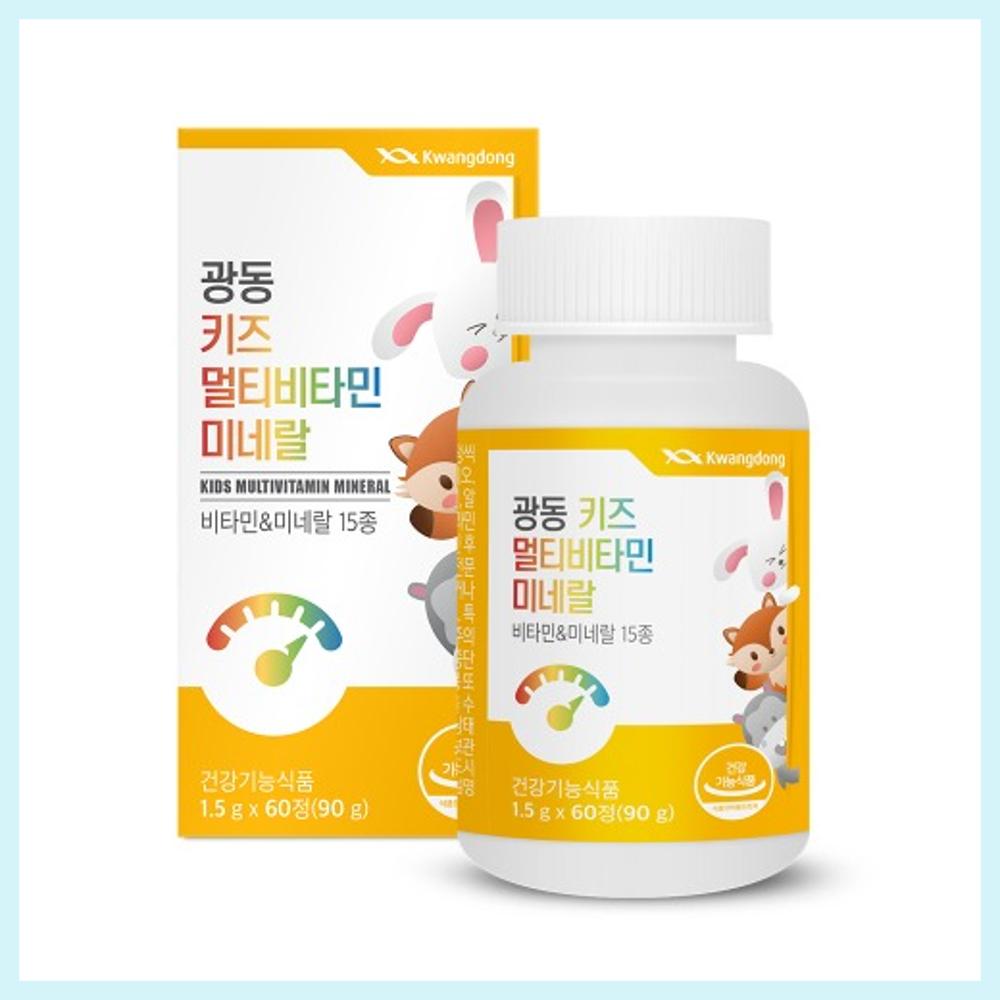 Kwangdong
광동
키즈
멀티비타민
미네랄
KIDS MULTIVITAMIN MINERAL
비타민&미네랄 15종
건강기능식품
1.5 g x 60정(90 g)
Kwangdong
광동 키즈
멀티비타민
미네랄
비타민&미네랄 15종
건강기능식품
1.5 g x 60정(90 g)
건강
기능식품